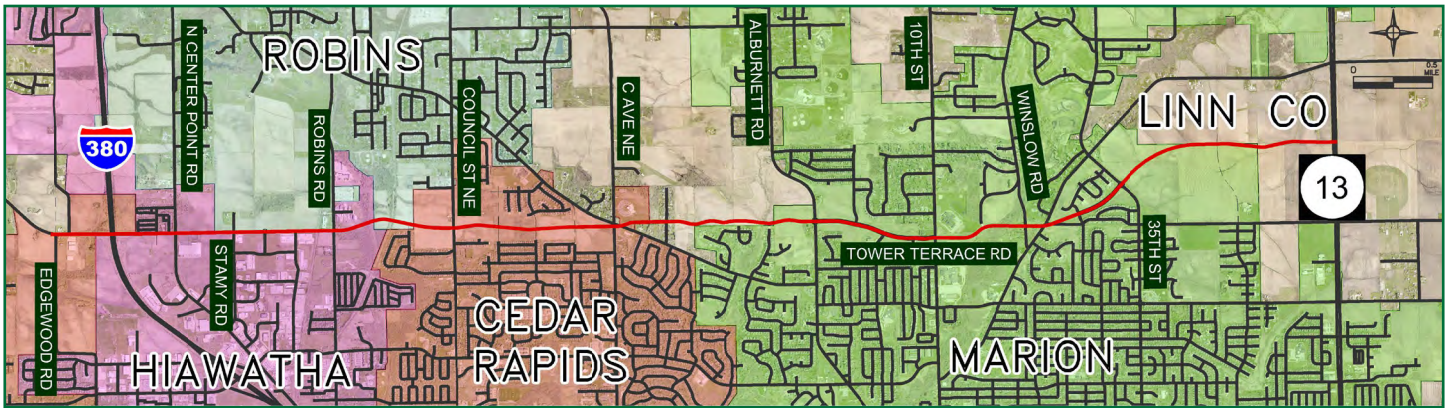 ROBINS
380
N CENTER POINT RD
ROBINS RD
COUNCIL ST NE
C AVE NE
ALBURNETT RD
10TH ST
WINSLOW RD
LINN CO
0
0.5
MILE
13
EDGEWOOD RD
STAMY RD
TOWER TERRACE RD
35TH ST
HIAWATHA
CEDAR
RAPIDS
MARION